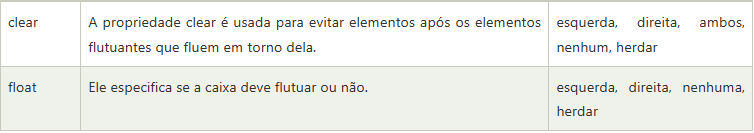 clear
A propriedade clear é usada para evitar elementos após os elementos
flutuantes que fluem em torno dela.
esquerda, direita, ambos,
nenhum, herdar
float
Ele especifica se a caixa deve flutuar ou não.
esquerda, direita, nenhuma,
herdar